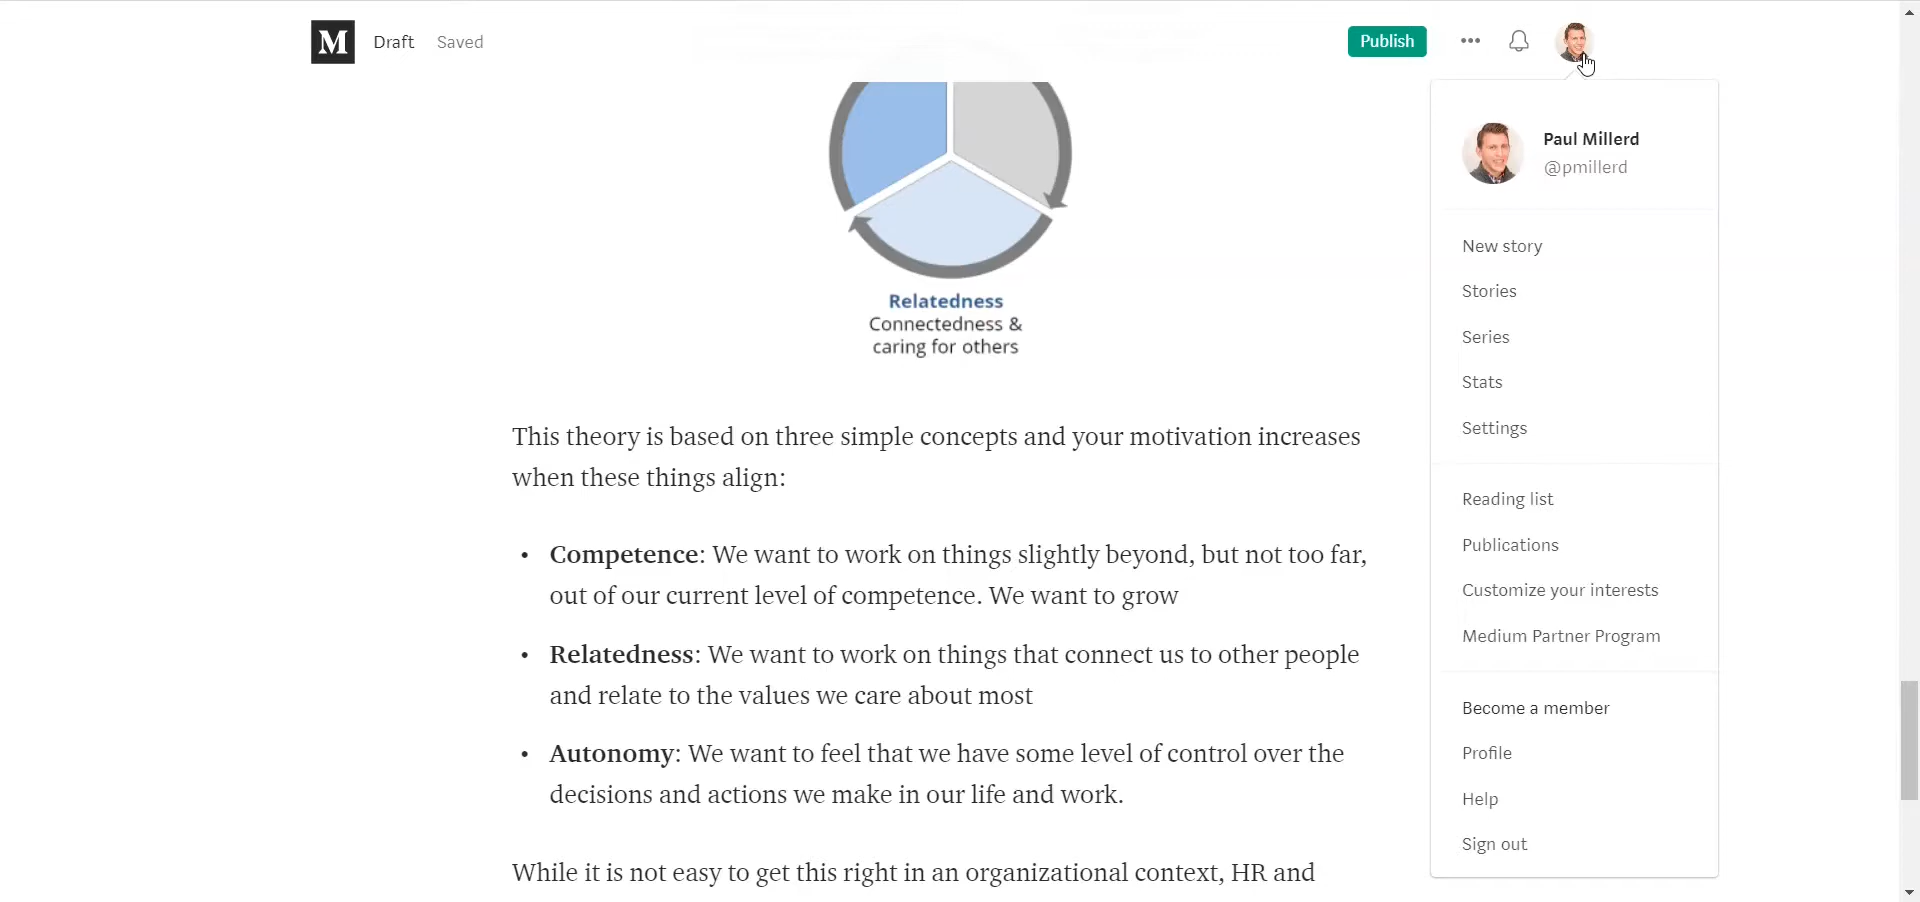 M Draft Saved Publish
Relatedness
Connectedness &
caring for others
This theory is based on three simple concepts and your motivation increases
when these things align:
• Competence: We want to work on things slightly beyond, but not too far,
out of our current level of competence. We want to grow
• Relatedness: We want to work on things that connect us to other people
and relate to the values we care about most
• Autonomy: We want to feel that we have some level of control over the
decisions and actions we make in our life and work.
While it is not easy to get this right in an organizational context, HR and
Paul Millerd
@pmillerd
New story
Stories
Series
Stats
Settings
Reading list
Publications
Customize your interests
Medium Partner Program
Become a member
Profile
Help
Sign out